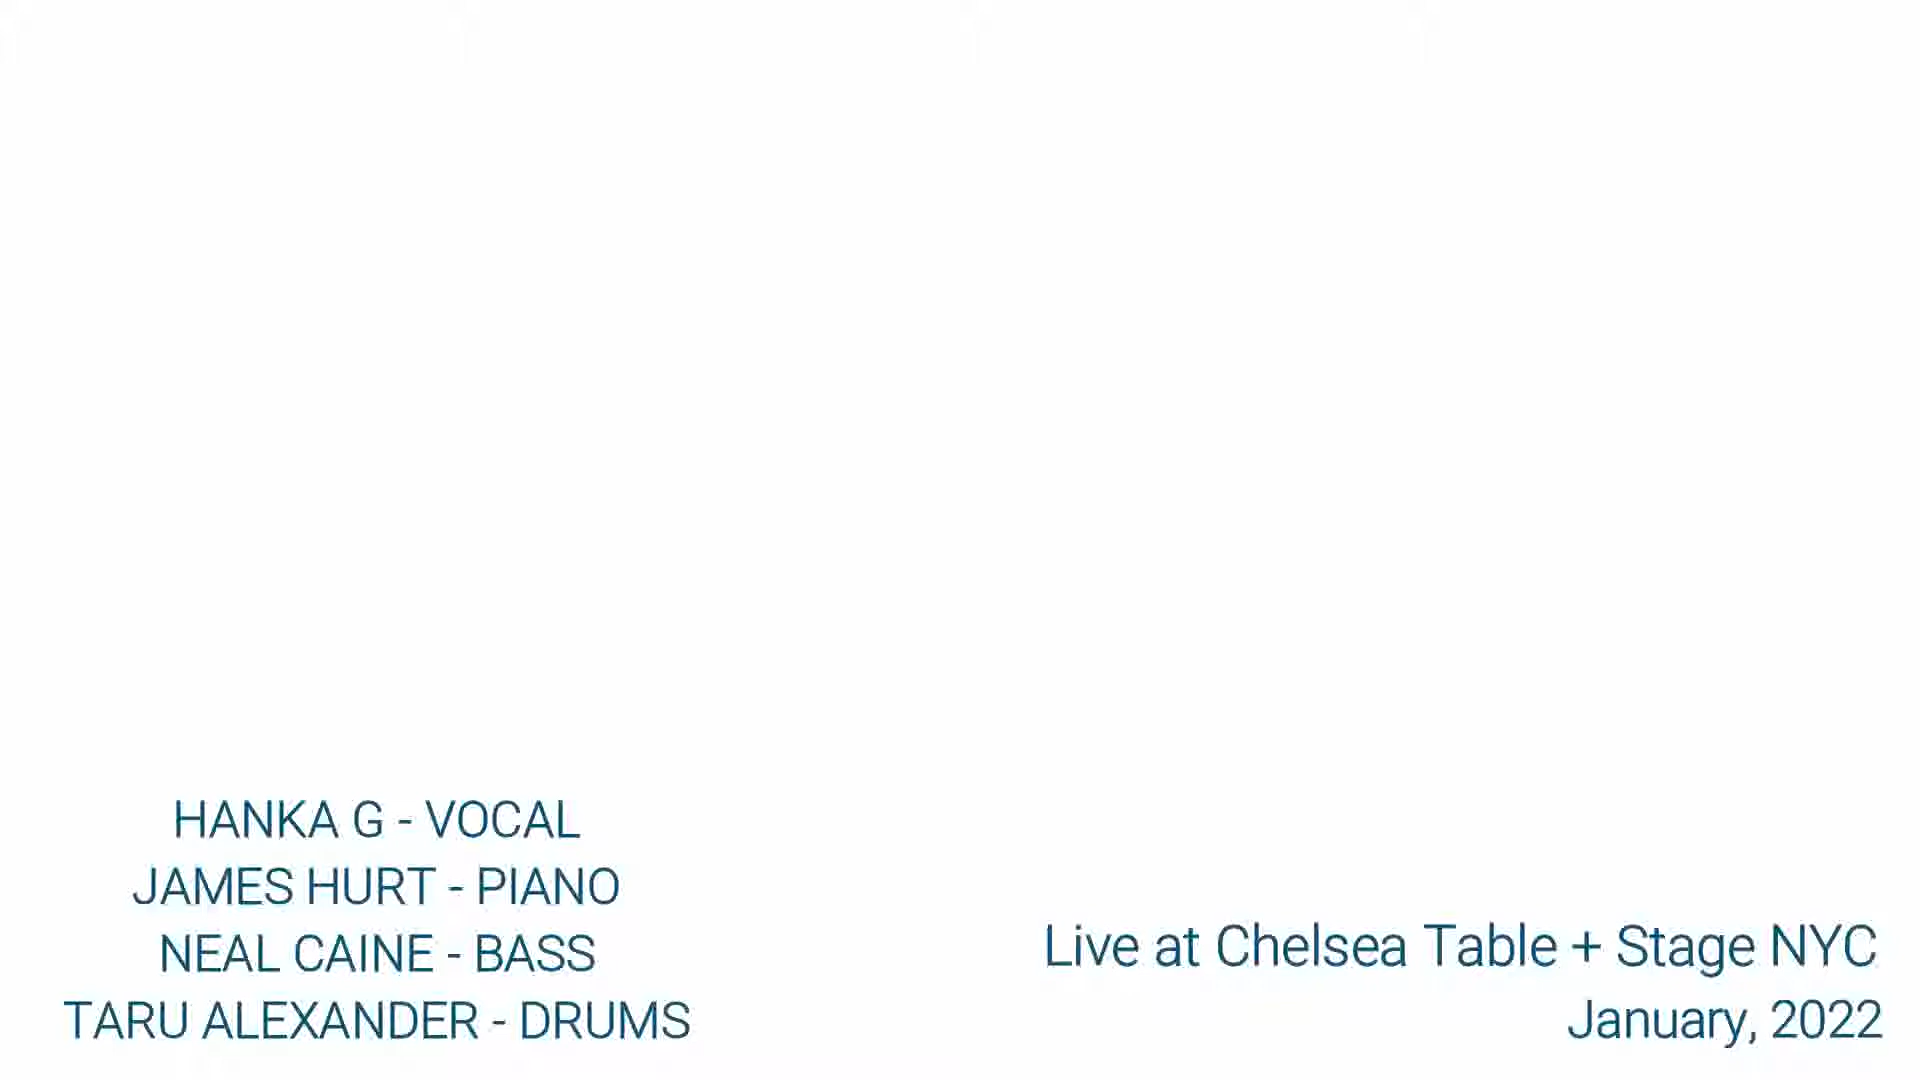 HANKA G - VOCAL
JAMES HURT - PIANO
NEAL CAINE - BASS
TARU ALEXANDER - DRUMS
Live at Chelsea Table + Stage NYC
January, 2022